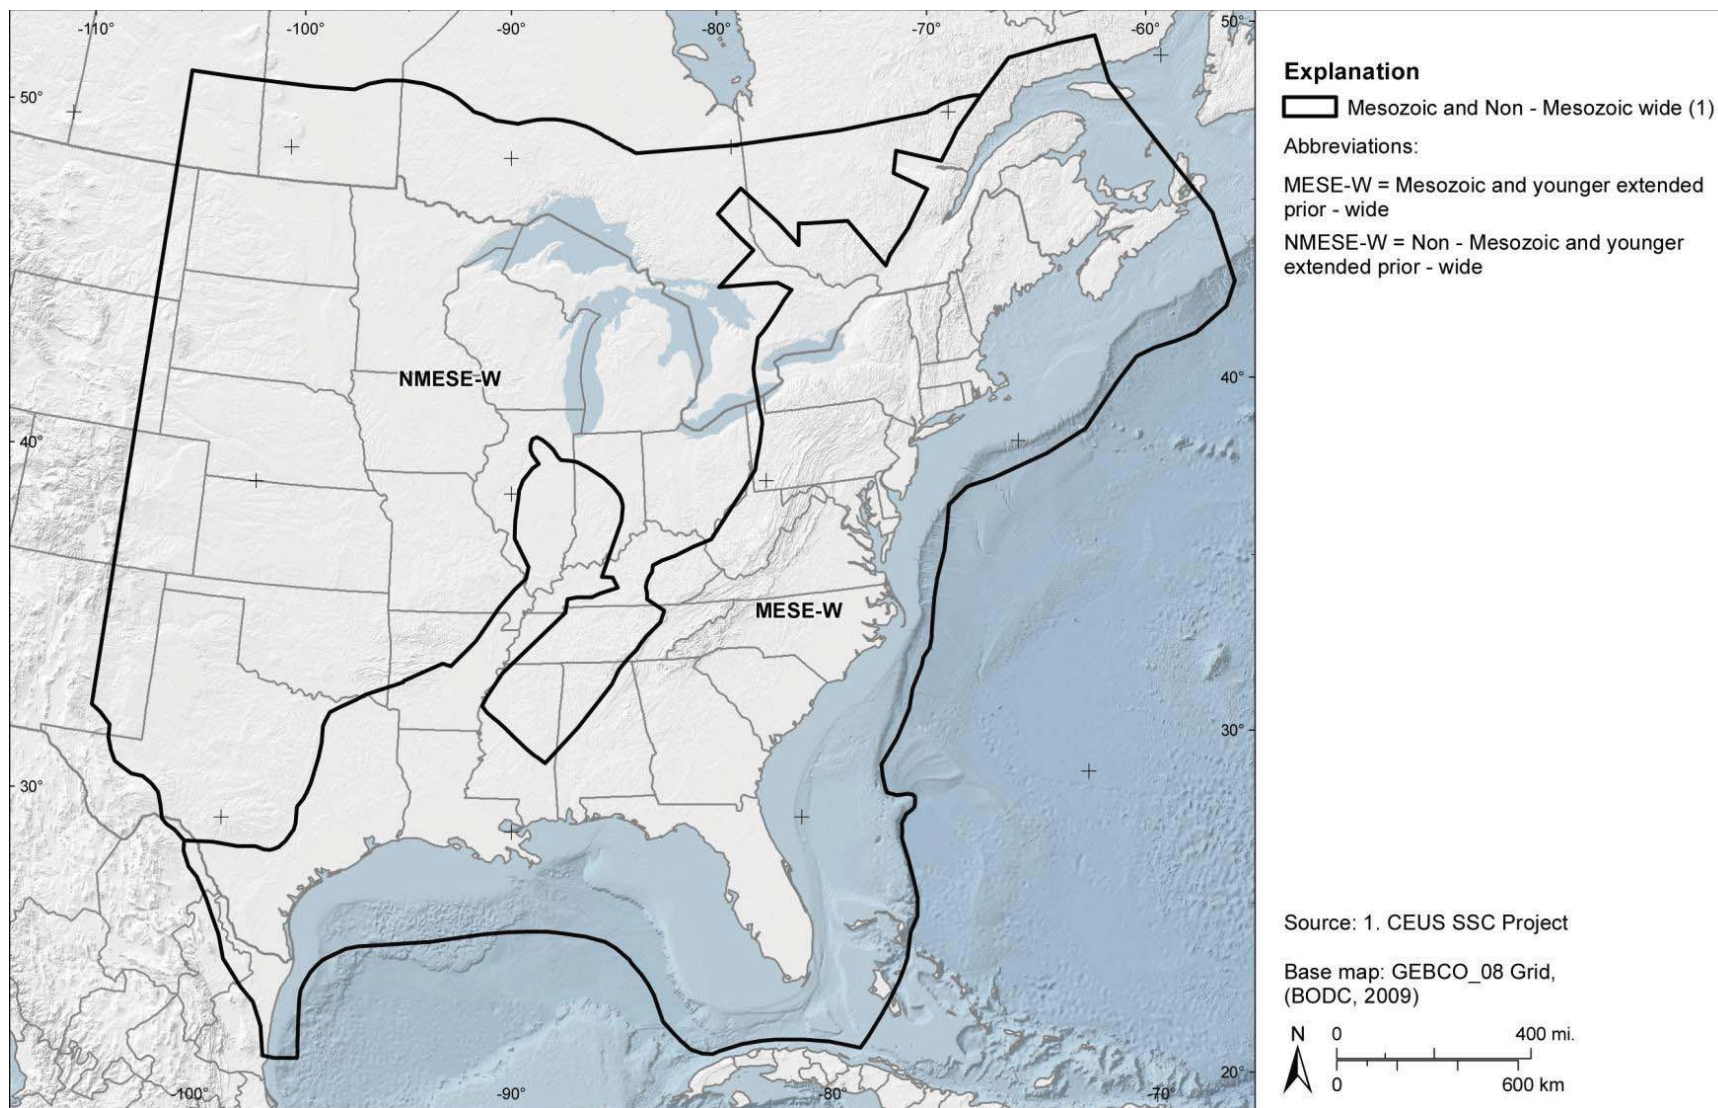 -110° -100° -90° -80° -70° -60° 50°
50°
40°
40°
30°
30°
20°
-100° -90° -80° -70°
NMESE-W
MESE-W
Explanation
Mesozoic and Non - Mesozoic wide (1)
Abbreviations:
MESE-W = Mesozoic and younger extended
prior - wide
NMESE-W = Non - Mesozoic and younger
extended prior - wide
Source: 1. CEUS SSC Project
Base map: GEBCO_08 Grid,
(BODC, 2009)
N 0 400 mi.
0 600 km